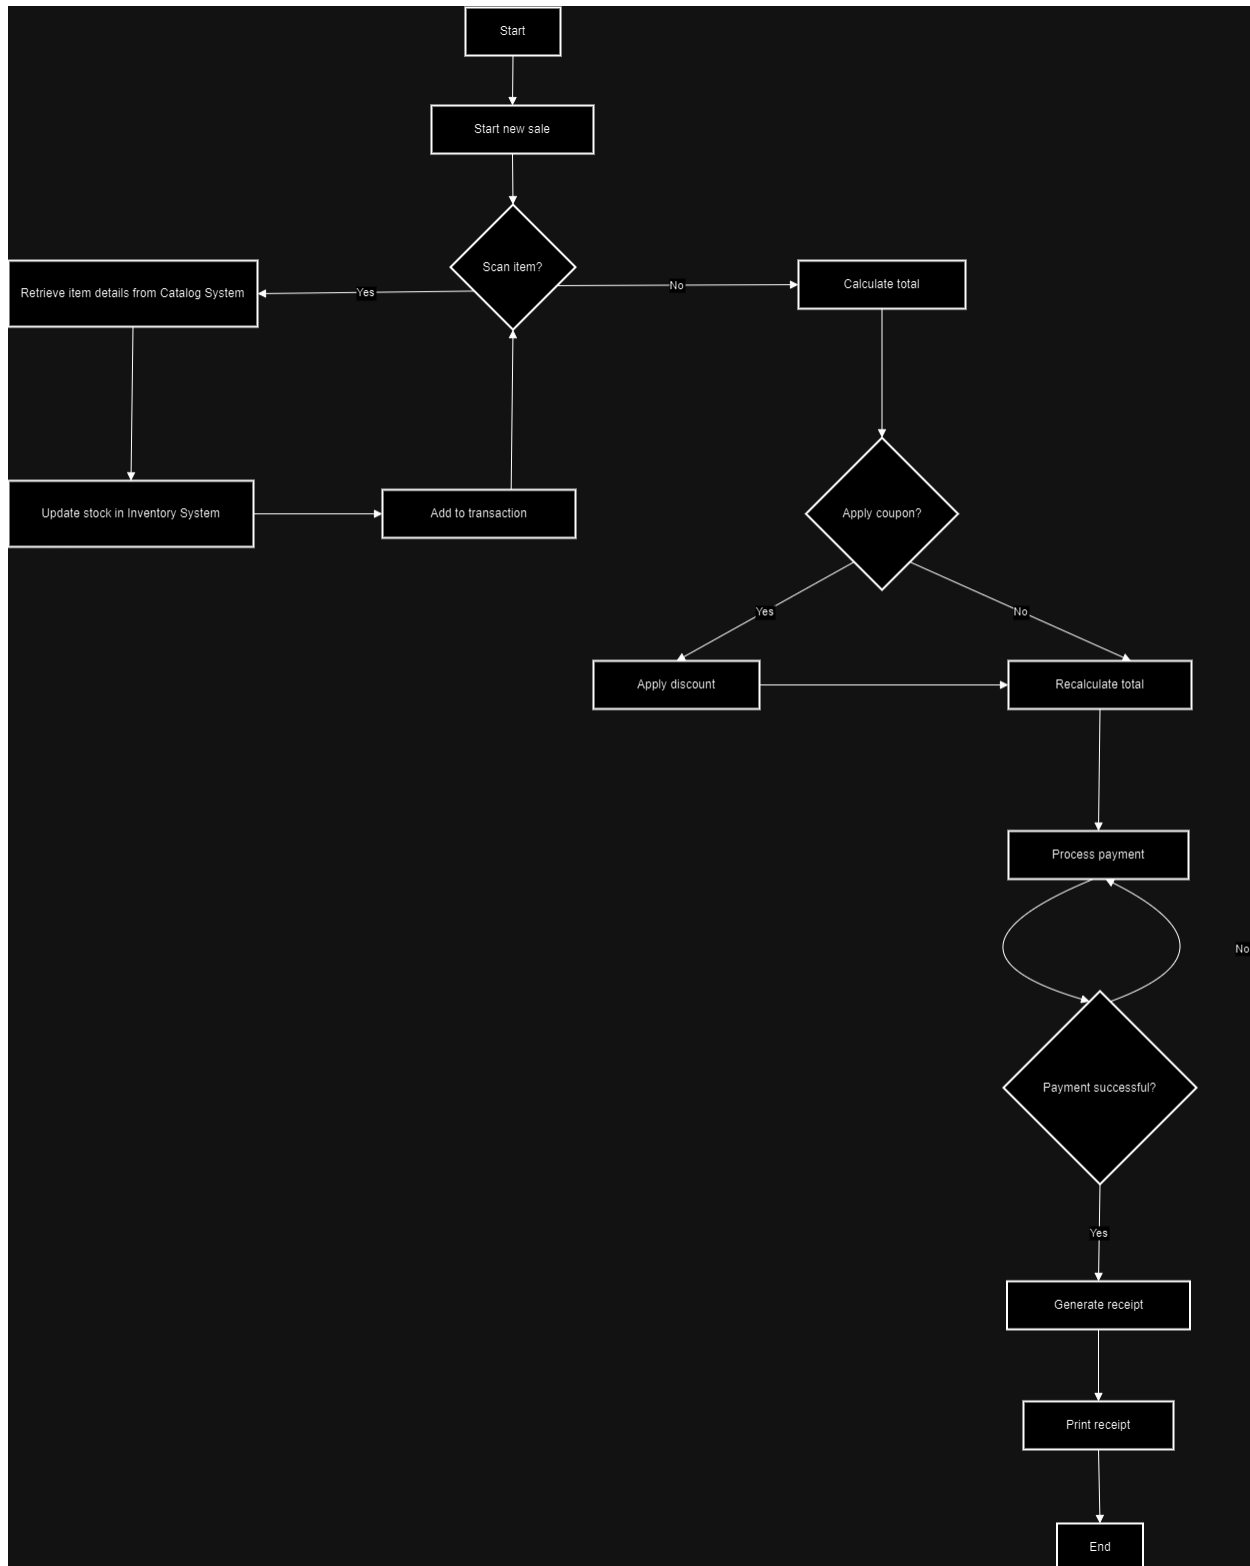 Start
Start new sale
Scan item?
Retrieve item details from Catalog System
Yes
No
Calculate total
Update stock in Inventory System
Add to transaction
Apply coupon?
Yes
No
Apply discount
Recalculate total
Process payment
No
Payment successful?
Yes
Generate receipt
Print receipt
End